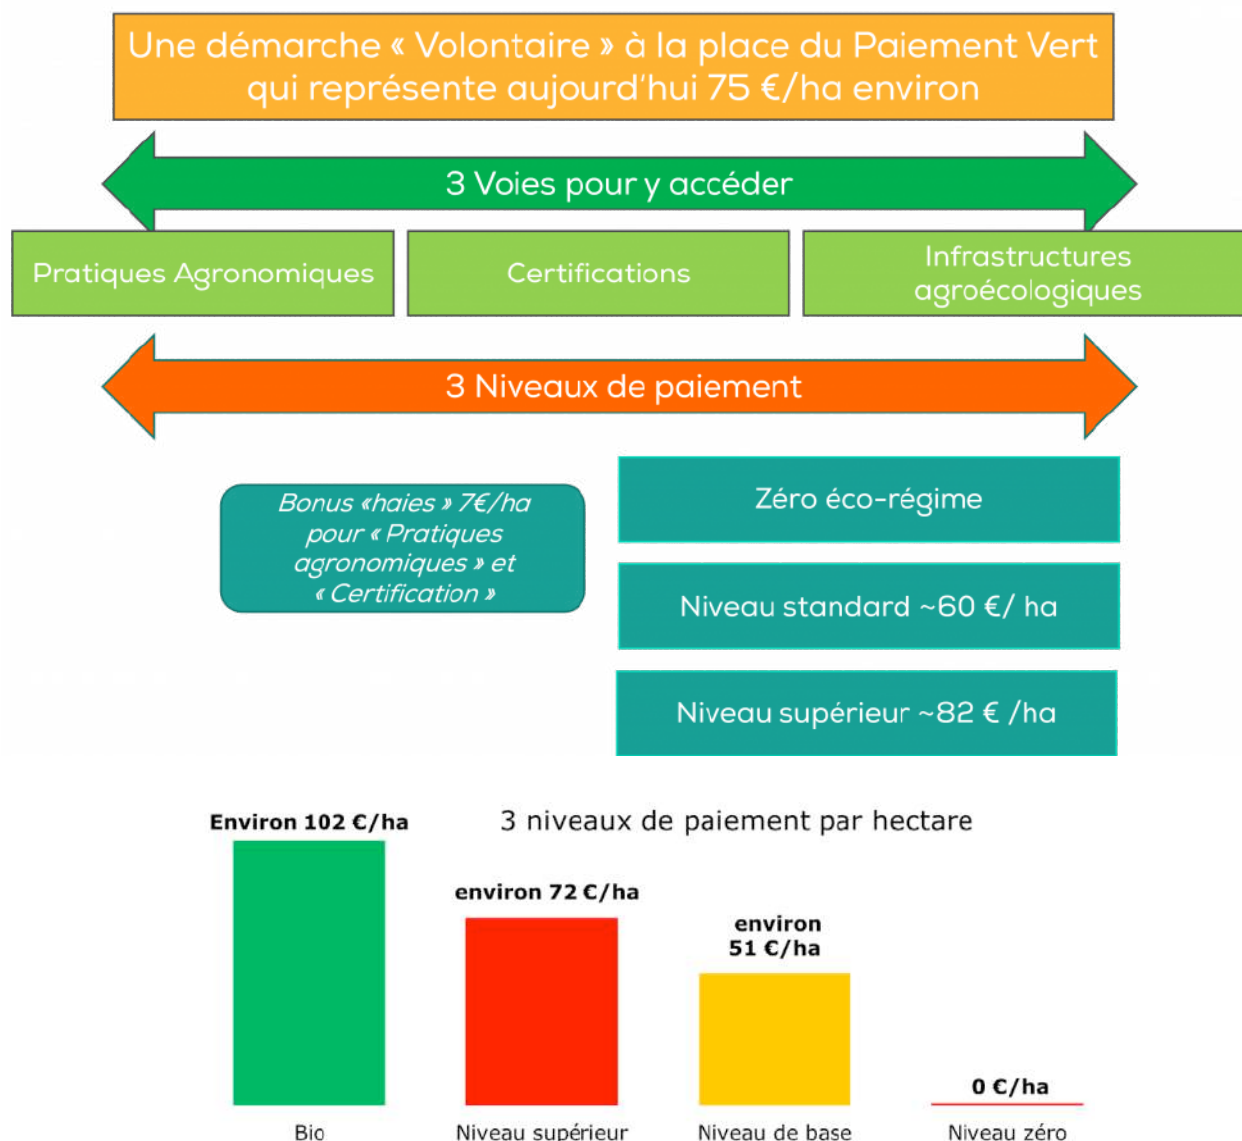 Une démarche « Volontaire » à la place du Paiement Vert
qui représente aujourd'hui 75 €/ha environ
3 Voies pour y accéder
Pratiques Agronomiques
Certifications
Infrastructures
agroécologiques
3 Niveaux de paiement
Bonus «haies » 7€/ha
pour « Pratiques
agronomiques » et
« Certification »
Zéro éco-régime
Niveau standard ~60 €/ ha
Niveau supérieur ~82 € /ha
3 niveaux de paiement par hectare
Environ 102 €/ha
environ 72 €/ha
environ
51 €/ha
0 €/ha
Bio
Niveau supérieur
Niveau de base
Niveau zéro